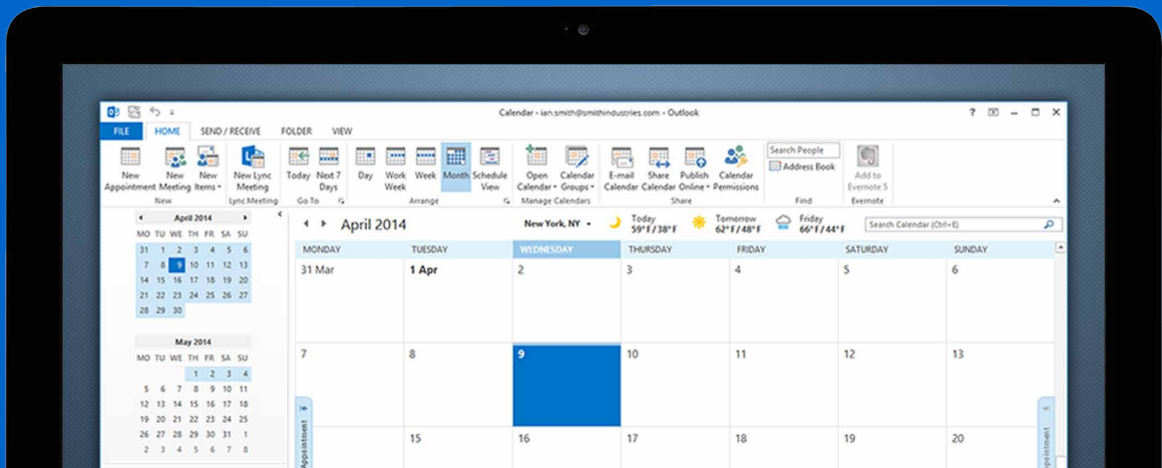 Calendar - ian.smith@smithindustries.com - Outlook
FILE HOME SEND / RECEIVE FOLDER VIEW
New Appointment
New Meeting
New Items
New Lync Meeting
Today
Next 7 Days
Day
Work Week
Week
Month
Schedule View
Open Calendar
Calendar Groups
E-mail Calendar
Share Calendar
Publish Online
Calendar Permissions
Search People
Address Book
Add to Evernote 5
New Lync Meeting Go To Arrange Manage Calendars Share Find Evernote
April 2014
MO TU WE TH FR SA SU
31 1 2 3 4 5 6
7 8 9 10 11 12 13
14 15 16 17 18 19 20
21 22 23 24 25 26 27
28 29 30
May 2014
MO TU WE TH FR SA SU
1 2 3 4
5 6 7 8 9 10 11
12 13 14 15 16 17 18
19 20 21 22 23 24 25
26 27 28 29 30 31 1
2 3 4 5 6 7 8
April 2014
New York, NY
Today
59°F/38°F
Tomorrow
62°F/48°F
Friday
66°F/44°F
Search Calendar (Ctrl+E)
MONDAY TUESDAY WEDNESDAY THURSDAY FRIDAY SATURDAY SUNDAY
31 Mar 1 Apr 2 3 4 5 6
7 8 9 10 11 12 13
15 16 17 18 19 20
Appointment